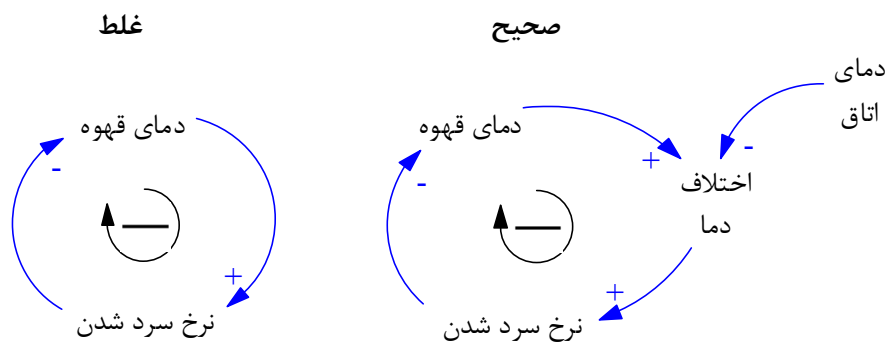 صحیح
غلط
دمای
اتاق
دمای قهوه
+
-
-
اختلاف
دما
+
نرخ سرد شدن
دمای قهوه
-
+
نرخ سرد شدن